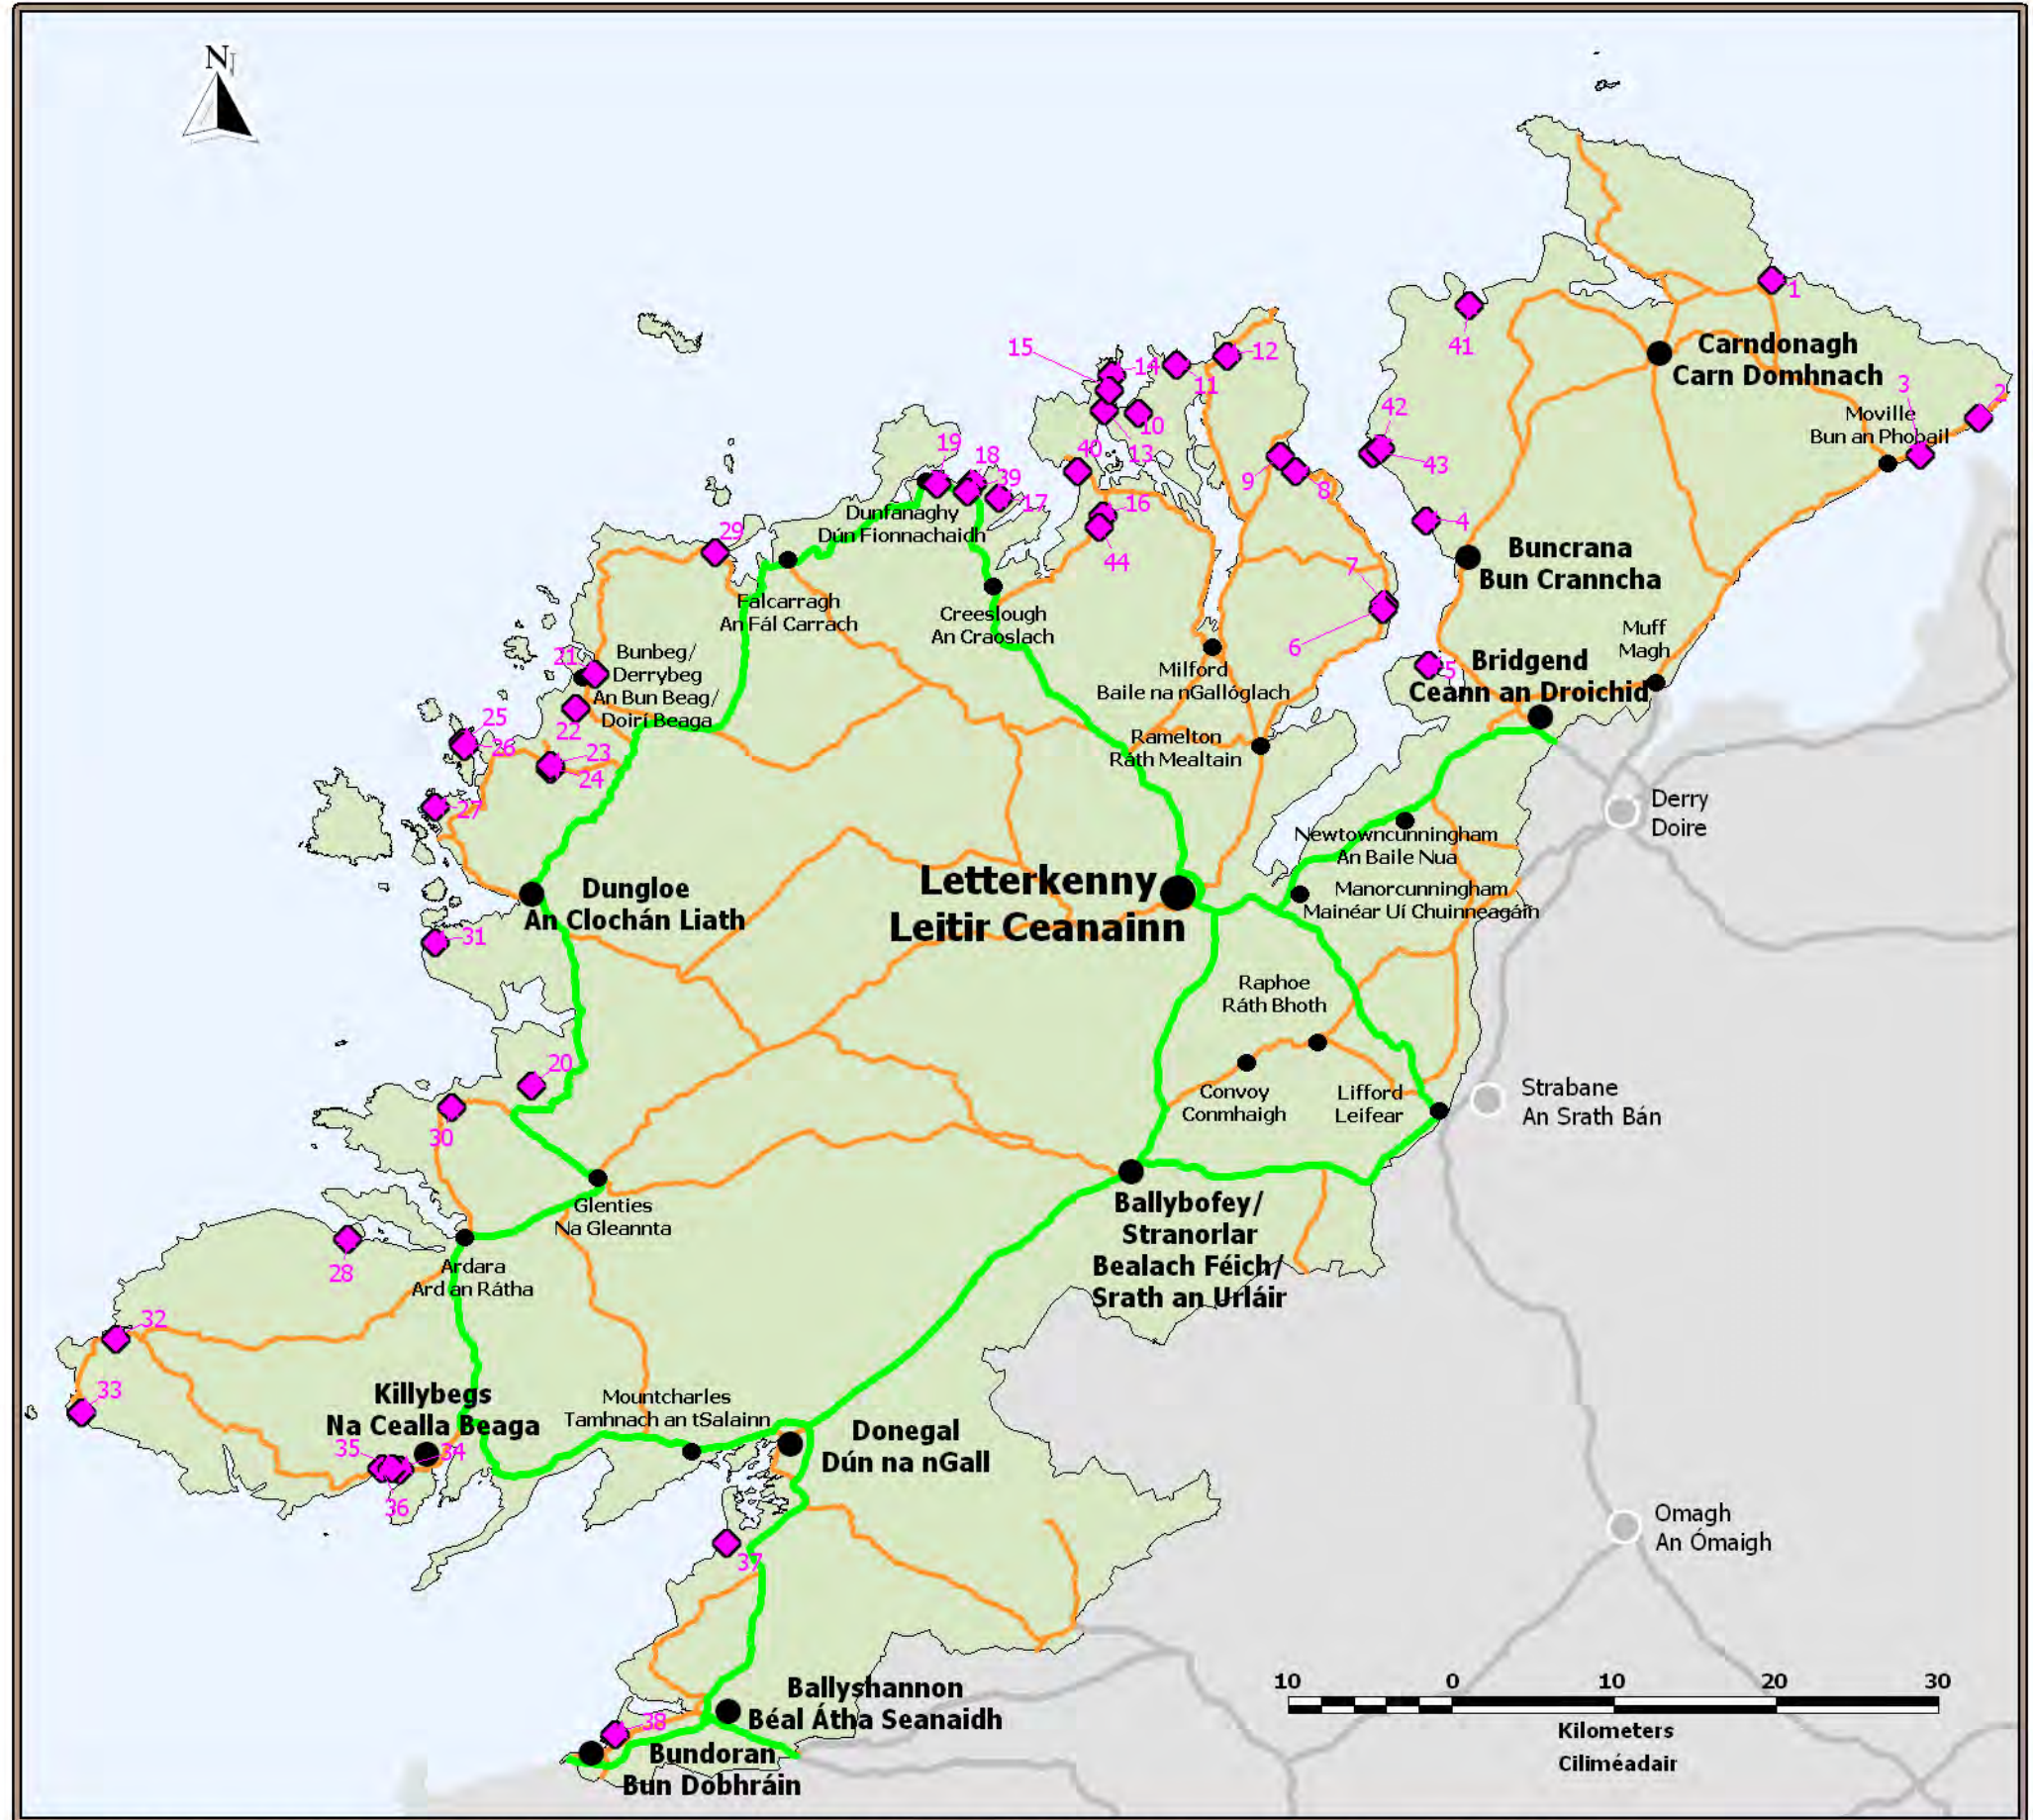 N
1
41
Carndonagh
Carn Domhnach
3
2
Moville
Bun an Phobail
15
14
12
11
10
13
42
43
40
9
8
19
18
39
17
16
44
4
Dunfanaghy
Dún Fionnachaidh
29
Buncrana
Bun Cranncha
7
6
Falcarragh
An Fál Carrach
Creeslough
An Craoslach
Muff
Magh
21
Bunbeg/
Derrybeg
An Bun Beag/
Doirí Beaga
Milford
Baile na nGallóglach
5
Bridgend
Ceann an Droichid
25
26
22
23
24
27
Ramelton
Ráth Mealtain
Derry
Doire
Newtowncunningham
An Baile Nua
Letterkenny
Leitir Ceanainn
Manorcunningham
Mainéar Uí Chuinneagáin
Dungloe
An Clochán Liath
31
Raphoe
Ráth Bhoth
20
30
Convoy
Conmhaigh
Lifford
Leifear
Strabane
An Srath Bán
Glenties
Na Gleannta
Ballybofey/
Stranorlar
Bealach Féich/
Srath an Urláir
28
Ardara
Ard an Rátha
32
33
Killybegs
Na Cealla Beaga
35
34
36
Mountcharles
Tamhnach an tSalainn
Donegal
Dún na nGall
Omagh
An Ómaigh
37
38
Ballyshannon
Béal Átha Seanaidh
Bundoran
Bun Dobhráin
10 0 10 20 30
Kilometers
Ciliméadair